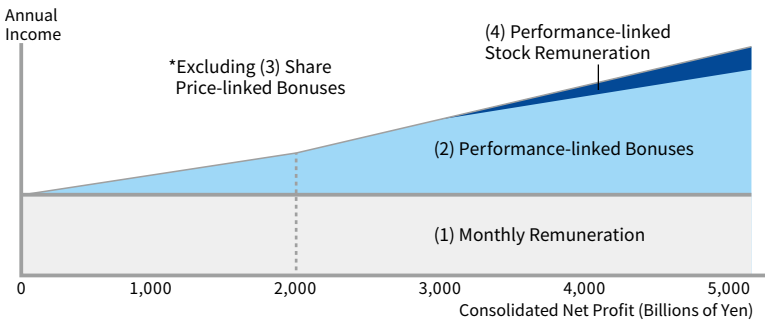 Annual
Income
(4) Performance-linked
Stock Remuneration
*Excluding (3) Share
Price-linked Bonuses
(2) Performance-linked Bonuses
(1) Monthly Remuneration
0 1,000 2,000 3,000 4,000 5,000
Consolidated Net Profit (Billions of Yen)